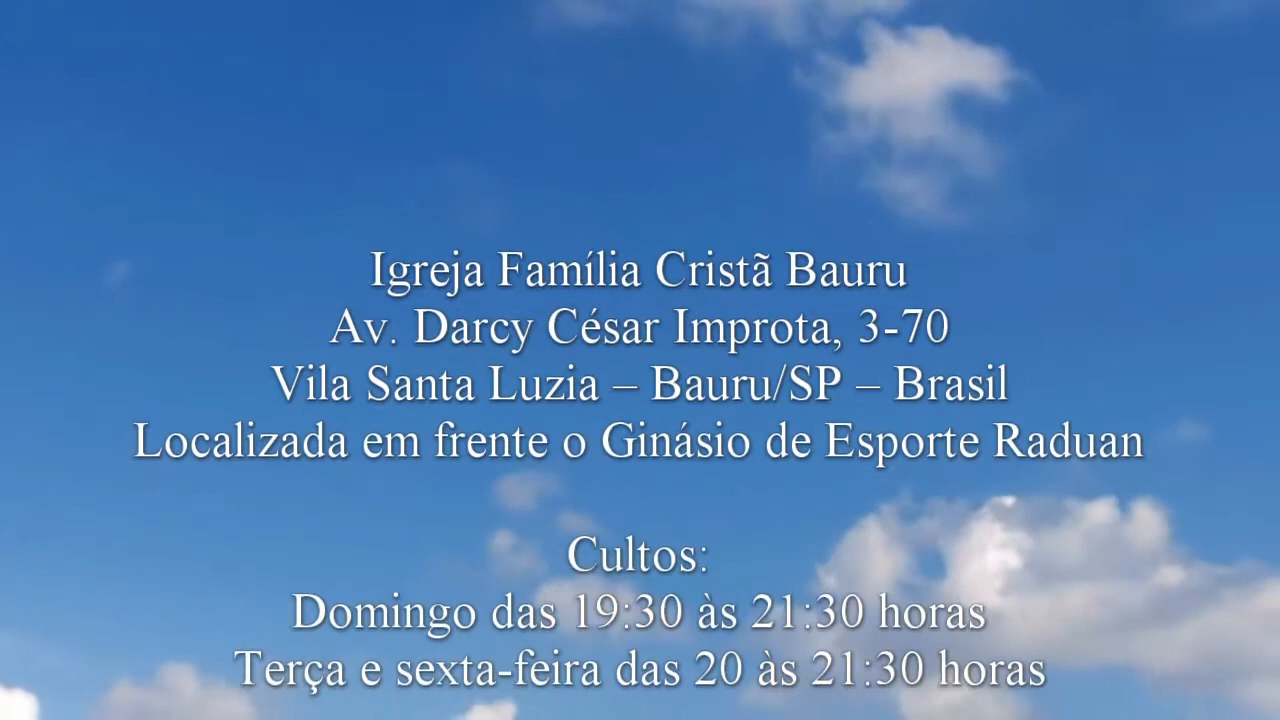 Igreja Família Cristã Bauru
Av. Darcy César Improta, 3-70
Vila Santa Luzia – Bauru/SP – Brasil
Localizada em frente o Ginásio de Esporte Raduan
Cultos:
Domingo das 19:30 às 21:30 horas
Terça e sexta-feira das 20 às 21:30 horas